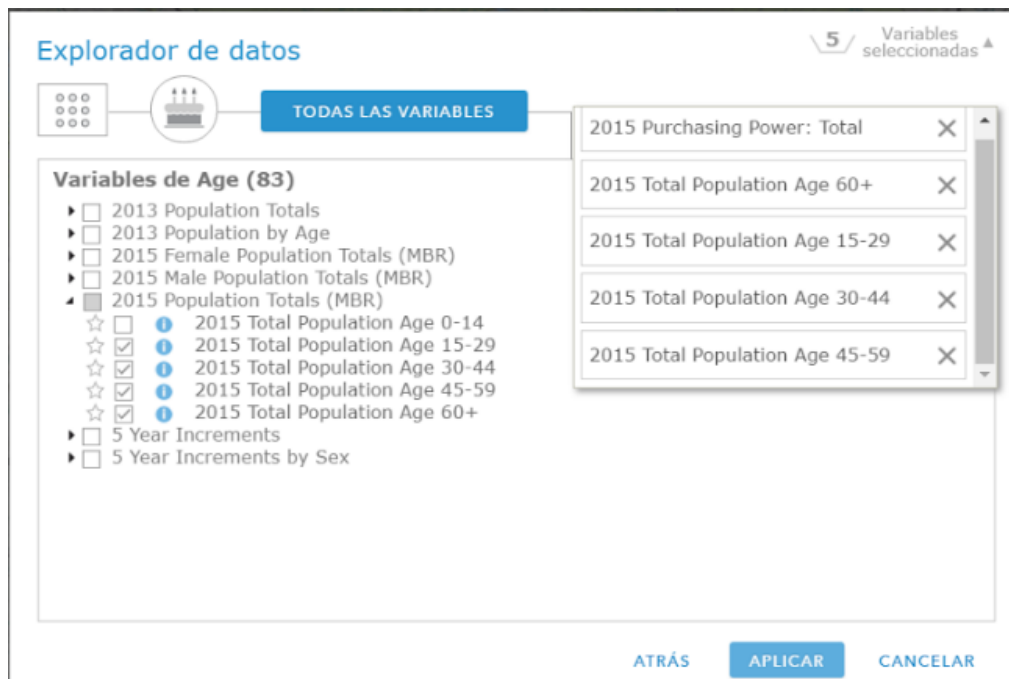 Explorador de datos
5 Variables seleccionadas
TODAS LAS VARIABLES
2015 Purchasing Power: Total
2015 Total Population Age 60+
2015 Total Population Age 15-29
2015 Total Population Age 30-44
2015 Total Population Age 45-59
Variables de Age (83)
2013 Population Totals
2013 Population by Age
2015 Female Population Totals (MBR)
2015 Male Population Totals (MBR)
2015 Population Totals (MBR)
2015 Total Population Age 0-14
2015 Total Population Age 15-29
2015 Total Population Age 30-44
2015 Total Population Age 45-59
2015 Total Population Age 60+
5 Year Increments
5 Year Increments by Sex
ATRÁS APLICAR CANCELAR